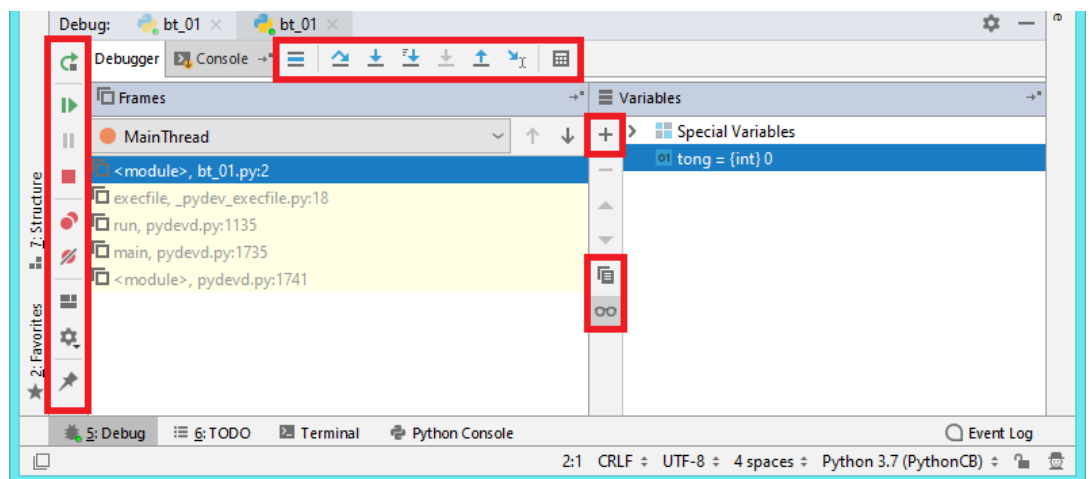 Debug: bt_01 bt_01
Debugger Console
Frames
Variables
MainThread
Special Variables
<module>, bt_01.py:2
01 tong = {int} 0
execfile, _pydev_execfile.py:18
run, pydevd.py:1135
main, pydevd.py:1735
<module>, pydevd.py:1741
7: Structure
2: Favorites
5: Debug 6: TODO Terminal Python Console Event Log
2:1 CRLF UTF-8 4 spaces Python 3.7 (PythonCB)